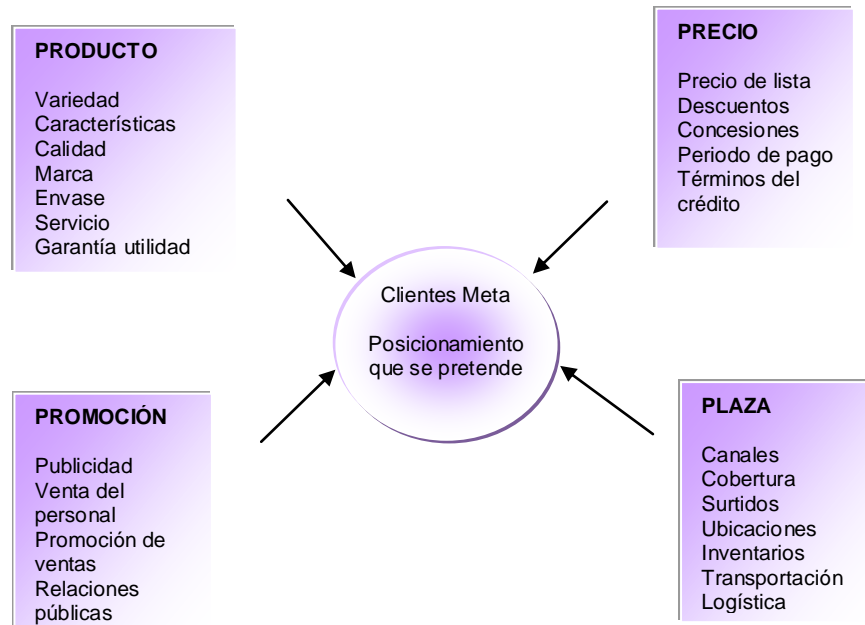 PRODUCTO
Variedad
Características
Calidad
Marca
Envase
Servicio
Garantía utilidad
PRECIO
Precio de lista
Descuentos
Concesiones
Periodo de pago
Términos del
crédito
Clientes Meta
Posicionamiento
que se pretende
PROMOCIÓN
Publicidad
Venta del
personal
Promoción de
ventas
Relaciones
públicas
PLAZA
Canales
Cobertura
Surtidos
Ubicaciones
Inventarios
Transportación
Logística